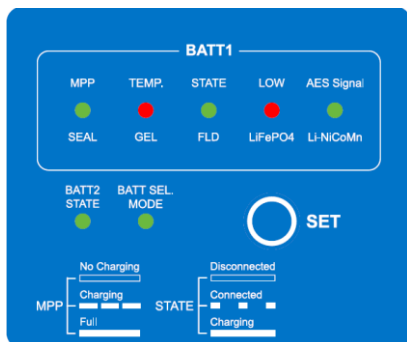 BATT1
MPP TEMP. STATE LOW AES Signal
SEAL GEL FLD LiFePO4 Li-NiCoMn
BATT2 STATE
BATT SEL. MODE
SET
MPP
No Charging
Charging
Full
STATE
Disconnected
Connected
Charging